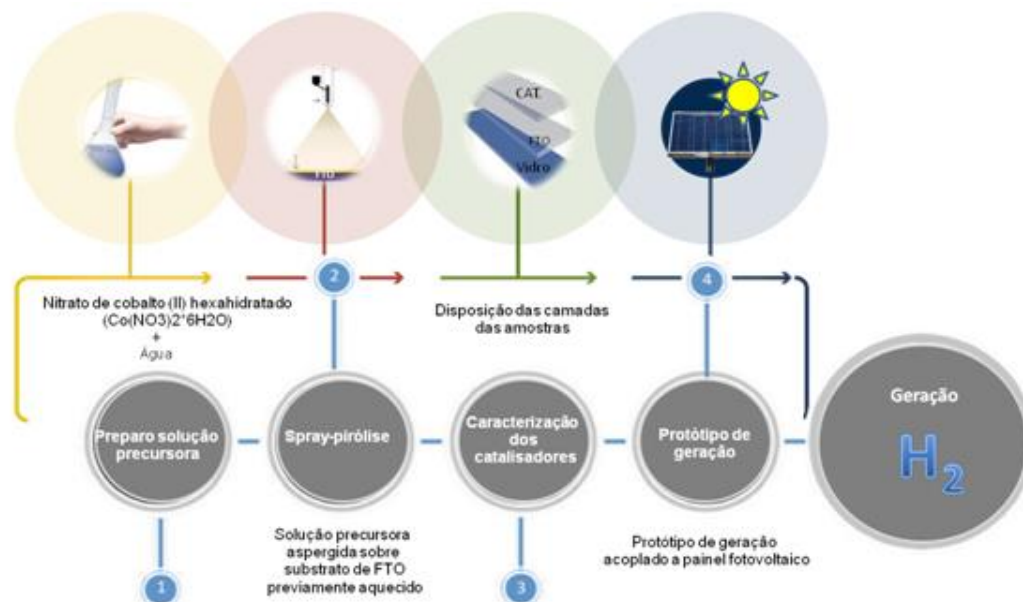 CAT.
FTO
Vidro
FTO
2
4
Nitrato de cobalto (II) hexahidratado
(Co(NO3)2*6H2O)
+
Água
Disposição das camadas
das amostras
Preparo solução
precursora
Spray-pirólise
Caracterização
dos
catalisadores
Protótipo de
geração
Geração
H2
Solução precursora
aspergida sobre
substrato de FTO
previamente aquecido
Protótipo de geração
acoplado a painel fotovoltaico
1
3